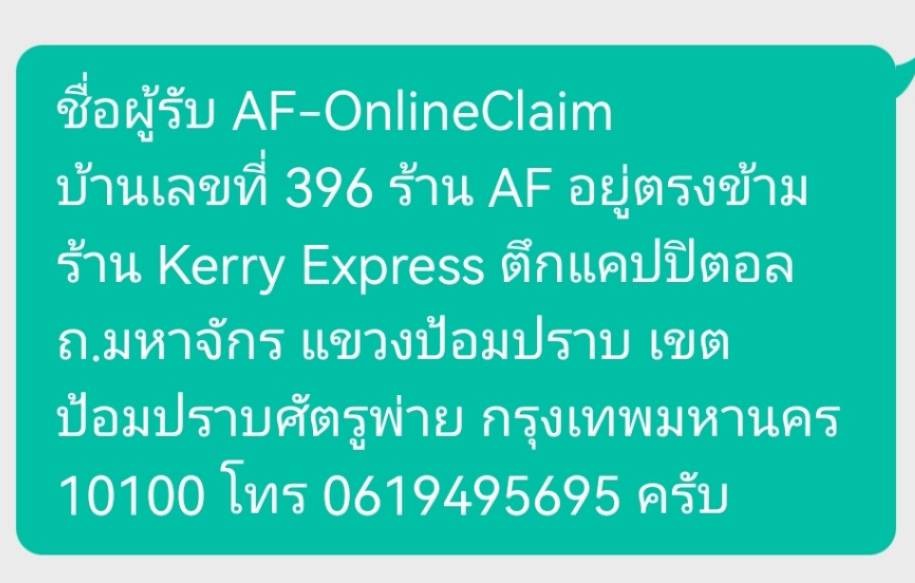 ชื่อผู้รับ AF-OnlineClaim
บ้านเลขที่ 396 ร้าน AF อยู่ตรงข้าม
ร้าน Kerry Express ตึกแคปปิตอล
ถ.มหาจักร แขวงป้อมปราบ เขต
ป้อมปราบศัตรูพ่าย กรุงเทพมหานคร
10100 โทร 0619495695 ครับ